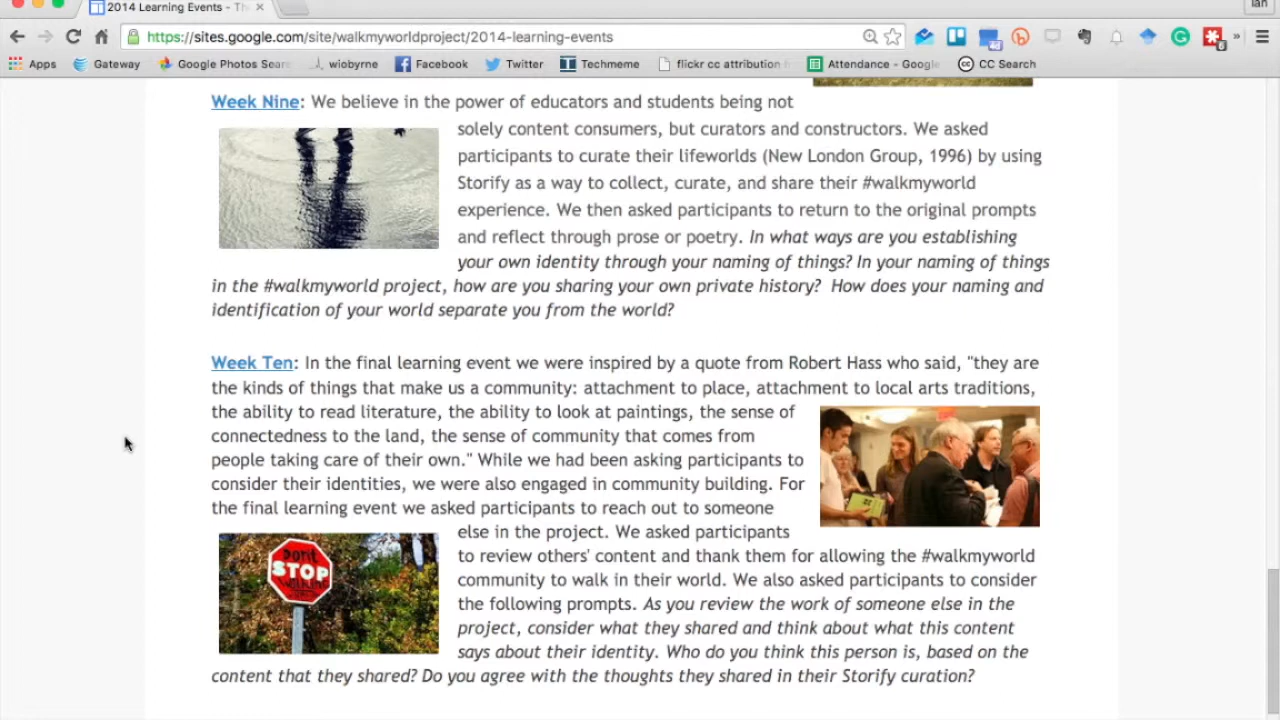 2014 Learning Events - Th
Ian
https://sites.google.com/site/walkmyworldproject/2014-learning-events
Apps Gateway Google Photos Sear wiobyrne Facebook Twitter Techmeme flickr cc attribution Attendance - Google CC Search
Week Nine: We believe in the power of educators and students being not
solely content consumers, but curators and constructors. We asked
participants to curate their lifeworlds (New London Group, 1996) by using
Storify as a way to collect, curate, and share their #walkmyworld
experience. We then asked participants to return to the original prompts
and reflect through prose or poetry. In what ways are you establishing
your own identity through your naming of things? In your naming of things
in the #walkmyworld project, how are you sharing your own private history? How does your naming and
identification of your world separate you from the world?
Week Ten: In the final learning event we were inspired by a quote from Robert Hass who said, "they are
the kinds of things that make us a community: attachment to place, attachment to local arts traditions,
the ability to read literature, the ability to look at paintings, the sense of
connectedness to the land, the sense of community that comes from
people taking care of their own." While we had been asking participants to
consider their identities, we were also engaged in community building. For
the final learning event we asked participants to reach out to someone
else in the project. We asked participants
to review others' content and thank them for allowing the #walkmyworld
community to walk in their world. We also asked participants to consider
the following prompts. As you review the work of someone else in the
project, consider what they shared and think about what this content
says about their identity. Who do you think this person is, based on the
content that they shared? Do you agree with the thoughts they shared in their Storify curation?
Don't
STOP